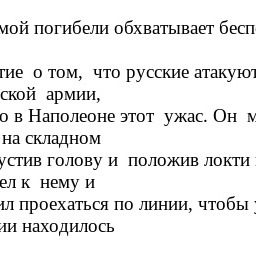 мой погибели обхватывает
тие о том, что русские атакуют
ской армии,
о в Наполеоне этот ужас. Он
на складном
устив голову и положив локти
ел к нему и
ил проехаться по линии, чтобы
ии находилось